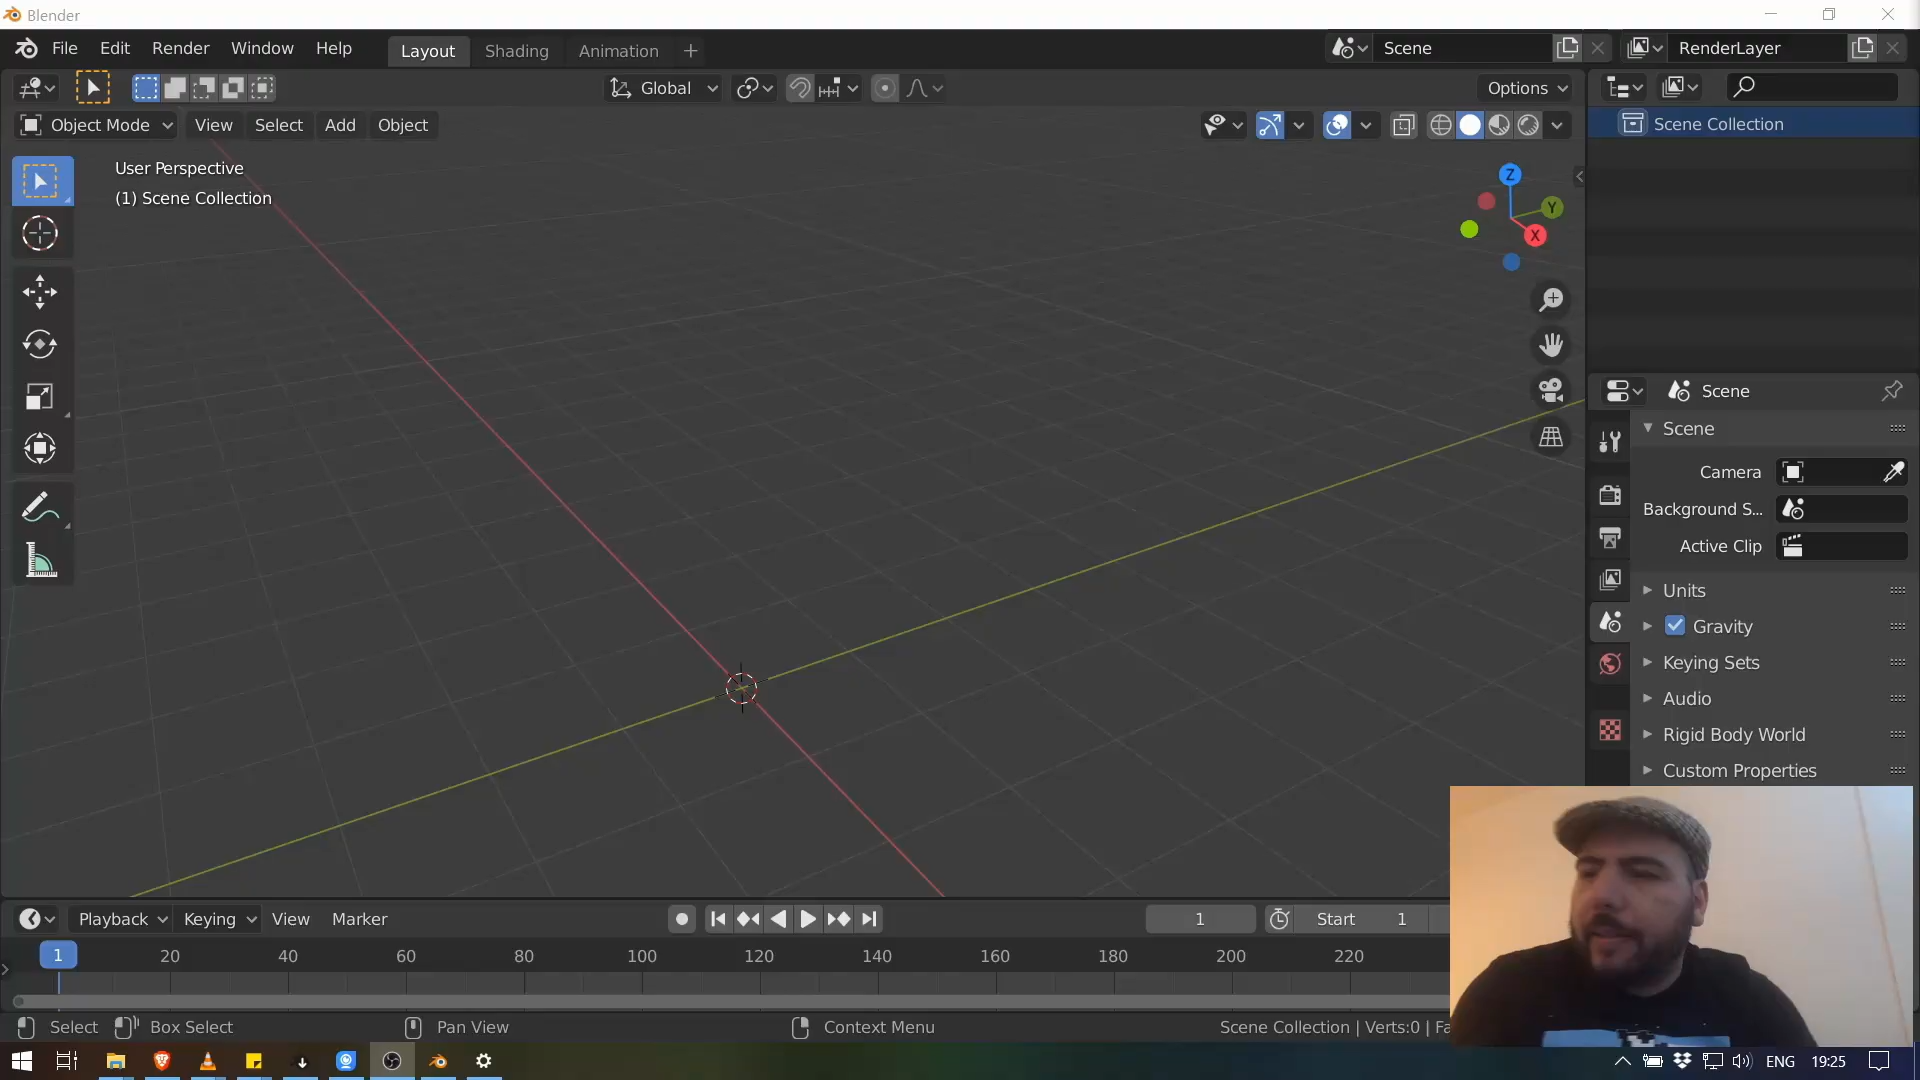 Blender
File Edit Render Window Help Layout Shading Animation Scene RenderLayer
Global Options
Object Mode View Select Add Object
Scene Collection
User Perspective
(1) Scene Collection
Z
Y
X
Scene
Scene
Camera
Background S...
Active Clip
Units
Gravity
Keying Sets
Audio
Rigid Body World
Custom Properties
Playback Keying View Marker 1 Start 1
1 20 40 60 80 100 120 140 160 180 200 220
Select Box Select Pan View Context Menu Scene Collection | Verts:0 | Fa
ENG 19:25